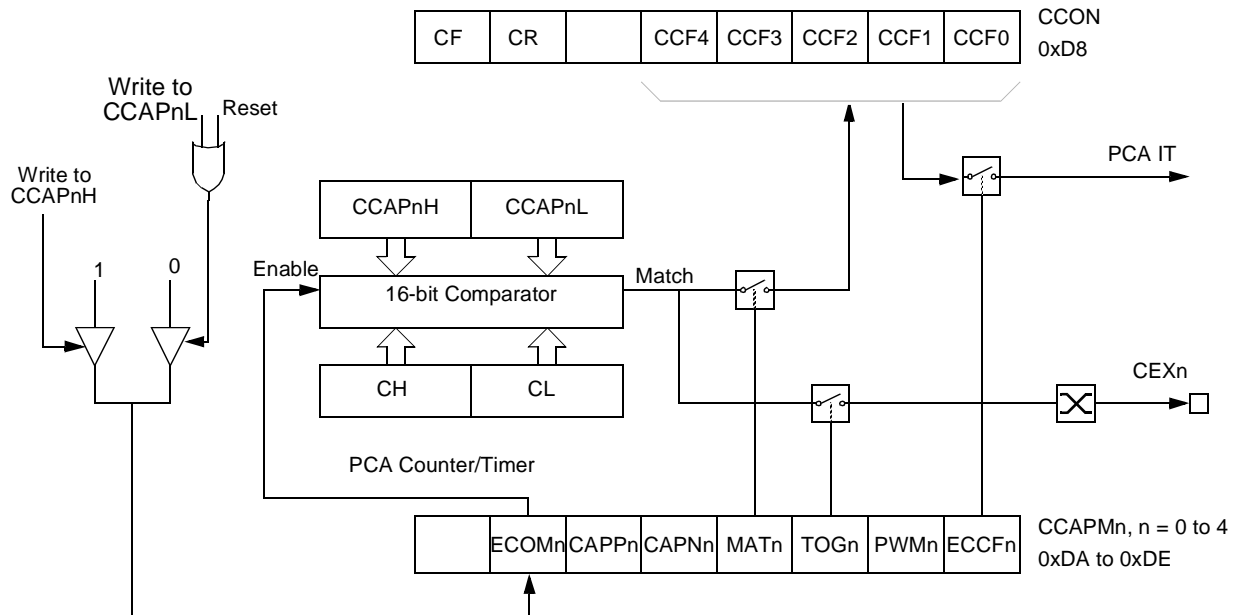 CF CR CCF4 CCF3 CCF2 CCF1 CCF0
CCON
0xD8
Write to
CCAPnL
Reset
Write to
CCAPnH
PCA IT
CCAPnH CCAPnL
1 0
Enable
16-bit Comparator
Match
CH CL
CEXn
PCA Counter/Timer
ECOMn CAPPn CAPNn MATn TOGn PWMn ECCFn
CCAPMn, n = 0 to 4
0xDA to 0xDE